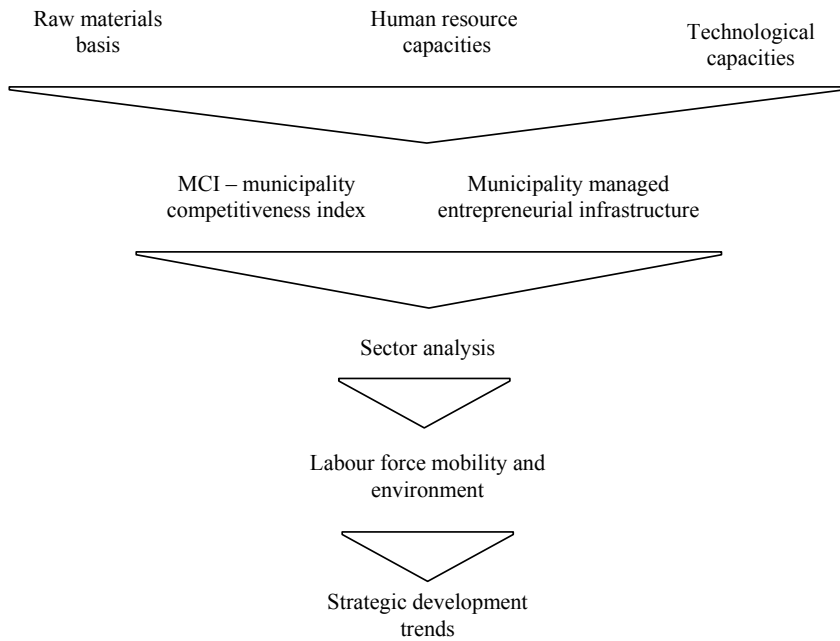 Raw materials
basis
Human resource
capacities
Technological
capacities
MCI – municipality
competitiveness index
Municipality managed
entrepreneurial infrastructure
Sector analysis
Labour force mobility and
environment
Strategic development
trends